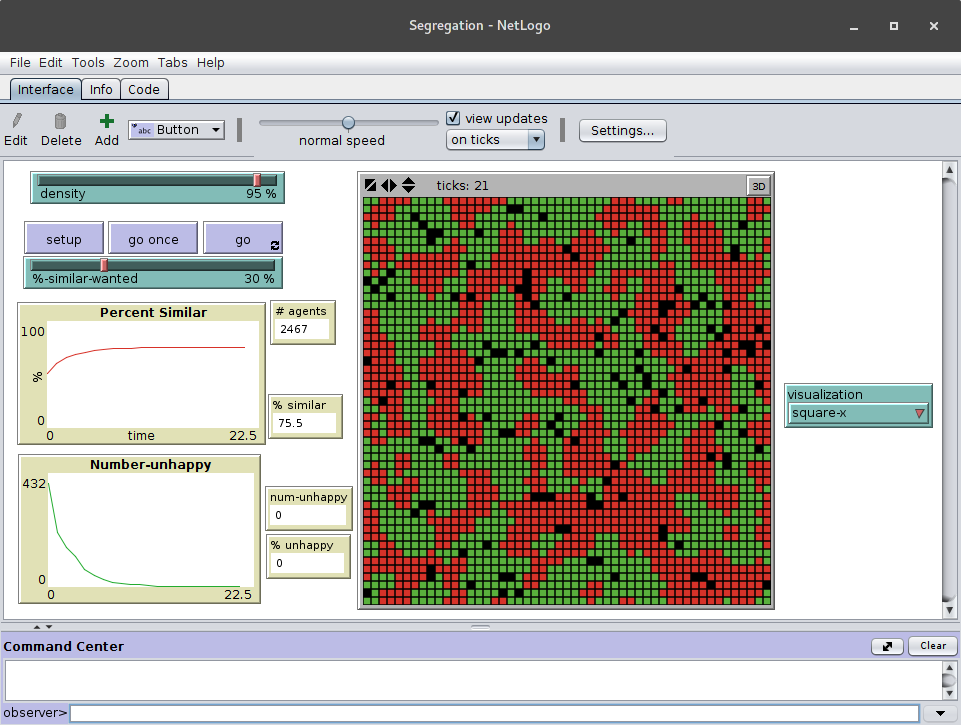 Segregation - NetLogo
File Edit Tools Zoom Tabs Help
Interface Info Code
Edit Delete Add abc Button normal speed view updates on ticks Settings...
density 95 %
setup go once go
%-similar-wanted 30 %
Percent Similar
100
%
0
0 time 22.5
# agents
2467
% similar
75.5
Number-unhappy
432
0
0 22.5
num-unhappy
0
% unhappy
0
ticks: 21 3D
visualization
square-x
Command Center Clear
observer>